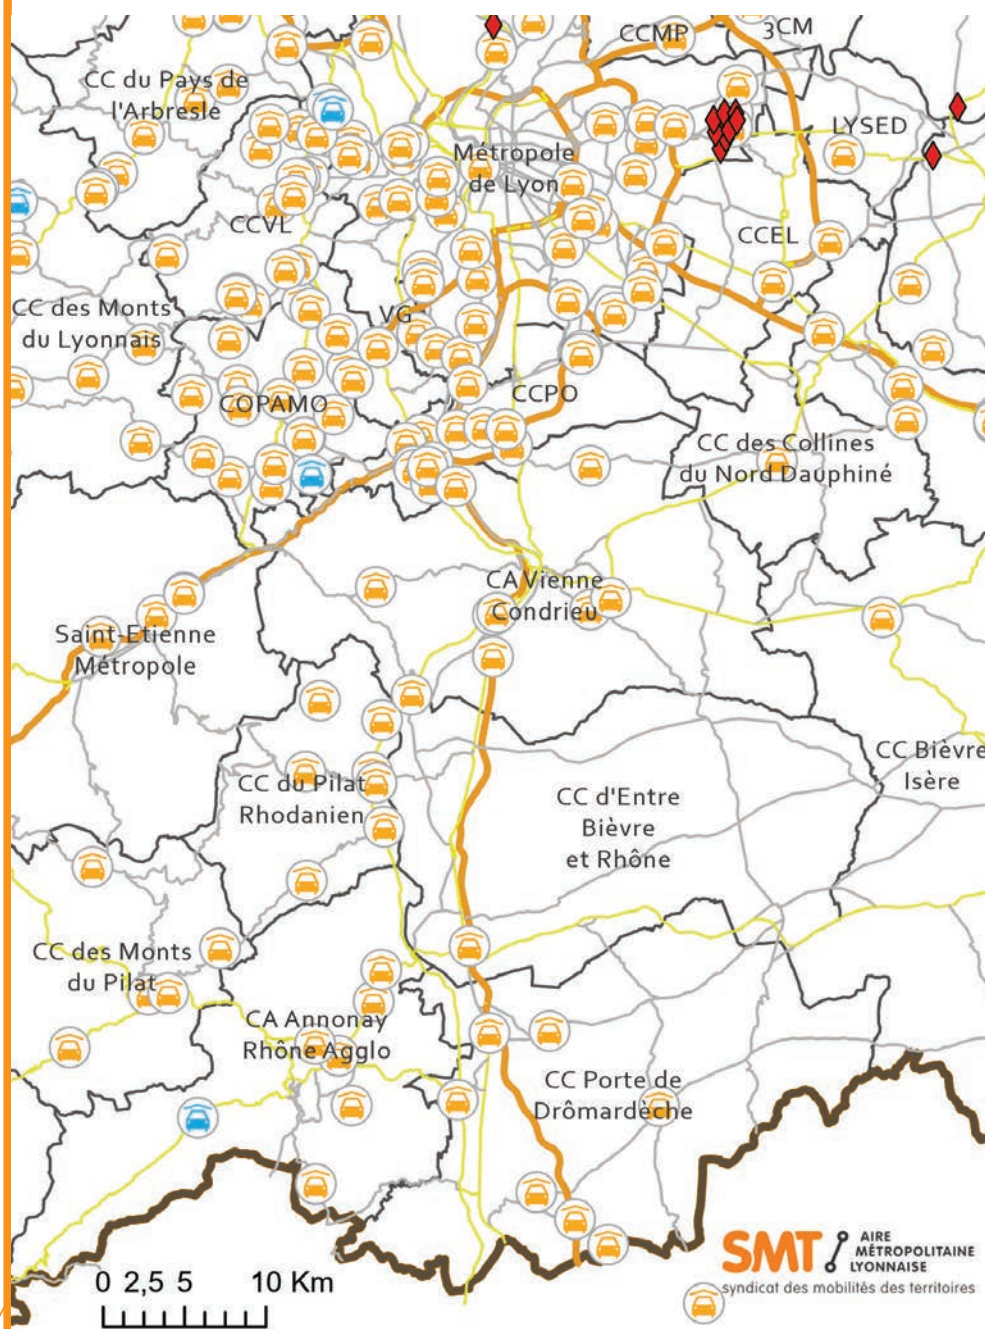 CCMP
3CM
CC du Pays de
l'Arbresle
LYSED
Métropole
de Lyon
CCVL
CCEL
CC des Monts
du Lyonnais
VG
CCPO
COPAMO
CC des Collines
du Nord Dauphiné
CA Vienne
Condrieu
Saint-Etienne
Métropole
CC Bièvre
Isère
CC du Pilat
Rhodanien
CC d'Entre
Bièvre
et Rhône
CC des Monts
du Pilat
CA Annonay
Rhône Agglo
CC Porte de
Drômardèche
SMT
AIRE
MÉTROPOLITAINE
LYONNAISE
syndicat des mobilités des territoires
0 2,5 5 10 Km